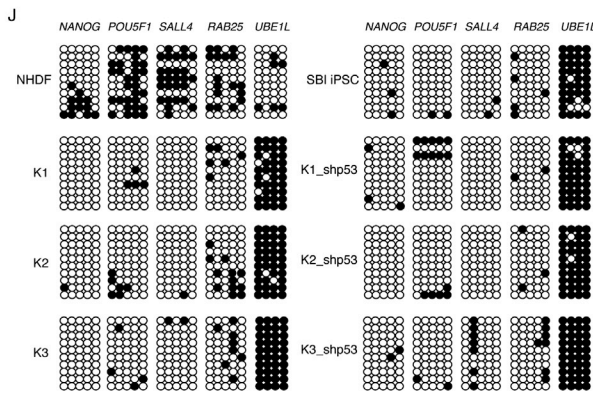 J
NANOG POU5F1 SALL4 RAB25 UBE1L NANOG POU5F1 SALL4 RAB25 UBE1L
NHDF SBI iPSC
K1 K1_shp53
K2 K2_shp53
K3 K3_shp53